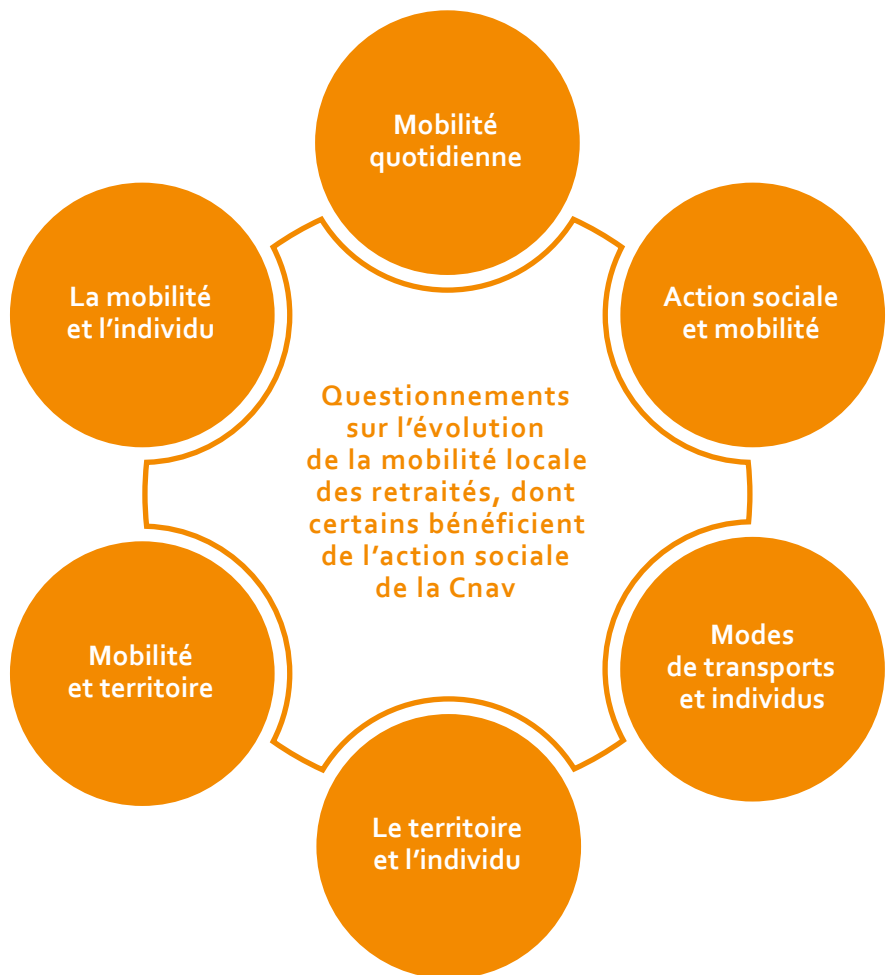 Mobilité
quotidienne
La mobilité
et l'individu
Action sociale
et mobilité
Questionnements
sur l'évolution
de la mobilité locale
des retraités, dont
certains bénéficient
de l'action sociale
de la Cnav
Mobilité
et territoire
Modes
de transports
et individus
Le territoire
et l'individu